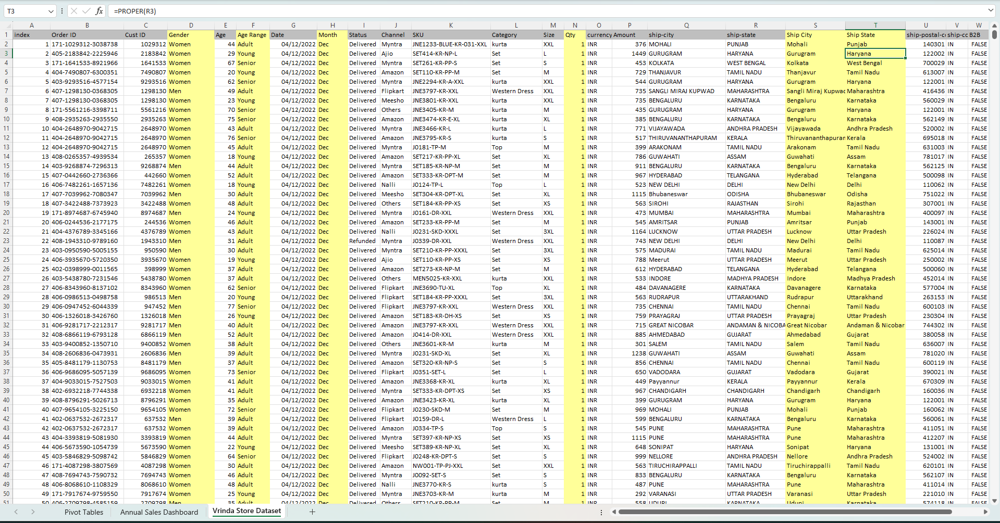 T3 fx =PROPER(R3)
A B C D E F G H I J K L M N O P Q R S T U V W
1 index Order ID Cust ID Gender Age Age Range Date Month Status Channel SKU Category Size Qty currency Amount ship-city ship-state Ship City Ship State ship-postal-c ship-cc B2B
2 1 171-1029312-3038738 1029312 Women 44 Adult 04/12/2022 Dec Delivered Myntra JNE1233-BLUE-KR-031-XXL kurta XXL 1 INR 376 MOHALI PUNJAB Mohali Punjab 140301 IN FALSE
3 2 405-2183842-2225946 2183842 Women 29 Young 04/12/2022 Dec Delivered Ajio SET414-KR-NP-L Set L 1 INR 1449 GURUGRAM HARYANA Gurugram Haryana 122002 IN FALSE
4 3 171-1641533-8921966 1641533 Women 67 Senior 04/12/2022 Dec Delivered Myntra SET261-KR-PP-S Set S 1 INR 453 KOLKATA WEST BENGAL Kolkata West Bengal 700029 IN FALSE
5 4 404-7490807-6300351 7490807 Women 20 Young 04/12/2022 Dec Delivered Amazon SET110-KR-PP-M Set M 1 INR 729 THANJAVUR TAMIL NADU Thanjavur Tamil Nadu 613007 IN FALSE
6 5 403-9293516-4577154 9293516 Women 62 Senior 04/12/2022 Dec Delivered Myntra JNE2294-KR-A-XXL kurta XXL 1 INR 544 GURUGRAM HARYANA Gurugram Haryana 122001 IN FALSE
7 6 407-1298130-0368305 1298130 Men 49 Adult 04/12/2022 Dec Delivered Flipkart JNE3797-KR-XXL Western Dress XXL 1 INR 735 SANGLI MIRAJ KUPWAD MAHARASHTRA Sangli Miraj Kupwac Maharashtra 416436 IN FALSE
8 7 407-1298130-0368305 1298130 Women 23 Young 04/12/2022 Dec Delivered Meesho JNE3801-KR-XXL kurta XXL 1 INR 735 BENGALURU KARNATAKA Bengaluru Karnataka 560029 IN FALSE
9 8 171-5561216-3398711 5561216 Women 70 Senior 04/12/2022 Dec Delivered Others JNE3405-KR-M kurta M 1 INR 435 GURUGRAM HARYANA Gurugram Haryana 122001 IN FALSE
10 9 408-2935263-2935550 2935263 Women 75 Senior 04/12/2022 Dec Delivered Amazon JNE3474-KR-E-XL kurta XL 1 INR 385 BENGALURU KARNATAKA Bengaluru Karnataka 562149 IN FALSE
11 10 404-2648970-9042715 2648970 Women 43 Adult 04/12/2022 Dec Delivered Myntra JNE3466-KR-L kurta L 1 INR 771 VIJAYAWADA ANDHRA PRADESH Vijayawada Andhra Pradesh 520002 IN FALSE
12 11 404-2648970-9042715 2648970 Women 76 Senior 04/12/2022 Dec Delivered Amazon JNE3795-KR-S kurta S 1 INR 517 THIRUVANANTHAPURAM KERALA Thiruvananthapuran Kerala 695018 IN FALSE
13 12 404-2648970-9042715 2648970 Women 45 Adult 04/12/2022 Dec Delivered Myntra J0181-TP-M Top M 1 INR 399 ARAKONAM TAMIL NADU Arakonam Tamil Nadu 631003 IN FALSE
14 13 408-0265357-4939534 265357 Women 18 Young 04/12/2022 Dec Delivered Amazon SET217-KR-PP-XL Set XL 1 INR 786 GUWAHATI ASSAM Guwahati Assam 781017 IN FALSE
15 14 403-9268874-7296313 9268874 Men 44 Adult 04/12/2022 Dec Delivered Myntra SET185-KR-NP-M Set M 1 INR 911 BENGALURU KARNATAKA Bengaluru Karnataka 562125 IN FALSE
16 15 407-0442660-2736366 442660 Women 52 Adult 04/12/2022 Dec Delivered Amazon SET333-KR-DPT-M Set M 1 INR 967 HYDERABAD TELANGANA Hyderabad Telangana 500098 IN FALSE
17 16 406-7482261-1657136 7482261 Women 18 Young 04/12/2022 Dec Delivered Nalli J0124-TP-L Top L 1 INR 523 NEW DELHI DELHI New Delhi Delhi 110062 IN FALSE
18 17 407-7039962-7080347 7039962 Men 30 Adult 04/12/2022 Dec Delivered Meesho SET304-KR-DPT-XL Set XL 1 INR 1115 Bhubaneswar ODISHA Bhubaneswar Odisha 751022 IN FALSE
19 18 407-3422488-7373923 3422488 Women 48 Adult 04/12/2022 Dec Delivered Others SET184-KR-PP-XS Set XS 1 INR 563 SIROHI RAJASTHAN Sirohi Rajasthan 307001 IN FALSE
20 19 171-8974687-6745940 8974687 Men 24 Young 04/12/2022 Dec Delivered Myntra J0161-DR-XXL Western Dress XXL 1 INR 473 MUMBAI MAHARASHTRA Mumbai Maharashtra 400097 IN FALSE
21 20 406-0244536-2177175 244536 Men 46 Adult 04/12/2022 Dec Delivered Amazon SET233-KR-PP-M Set M 1 INR 545 AMRITSAR PUNJAB Amritsar Punjab 143001 IN FALSE
22 21 404-4376789-3345166 4376789 Women 43 Adult 04/12/2022 Dec Delivered Nalli J0231-SKD-XXXL Set 3XL 1 INR 1164 LUCKNOW UTTAR PRADESH Lucknow Uttar Pradesh 226024 IN FALSE
23 22 408-1943310-9789160 1943310 Men 31 Adult 04/12/2022 Dec Refunded Myntra J0339-DR-XXL Western Dress XXL 1 INR 743 NEW DELHI DELHI New Delhi Delhi 110087 IN FALSE
24 23 403-0950590-5005155 950590 Men 30 Adult 04/12/2022 Dec Delivered Myntra SET210-KR-PP-XXXL Set 3XL 1 INR 575 MADURAI TAMIL NADU Madurai Tamil Nadu 625014 IN FALSE
25 24 406-3935670-5720350 3935670 Women 19 Young 04/12/2022 Dec Delivered Ajio SET110-KR-PP-XS Set XS 1 INR 788 Meerut UTTAR PRADESH Meerut Uttar Pradesh 250002 IN FALSE
26 25 402-0398999-0011565 398999 Women 37 Adult 04/12/2022 Dec Delivered Amazon SET273-KR-NP-M Set M 1 INR 612 HYDERABAD TELANGANA Hyderabad Telangana 500060 IN FALSE
27 26 403-5438780-7231546 5438780 Women 37 Adult 04/12/2022 Dec Delivered Others MEN5025-KR-XXL kurta XXL 1 INR 533 INDORE MADHYA PRADESH Indore Madhya Pradesh 452014 IN FALSE
28 27 406-8343960-8137102 8343960 Women 62 Senior 04/12/2022 Dec Delivered Flipkart JNE3690-TU-XL Top XL 1 INR 484 DAVANAGERE KARNATAKA Davanagere Karnataka 577004 IN FALSE
29 28 406-0986513-0498758 986513 Men 20 Young 04/12/2022 Dec Delivered Flipkart SET184-KR-PP-XXXL Set 3XL 1 INR 563 RUDRAPUR UTTARAKHAND Rudrapur Uttarakhand 263153 IN FALSE
30 29 406-0947452-6044339 947452 Men 77 Senior 04/12/2022 Dec Delivered Flipkart JNE3797-KR-XXL Western Dress XXL 1 INR 735 CHENNAI TAMIL NADU Chennai Tamil Nadu 600103 IN FALSE
31 30 406-1326018-3426760 1326018 Men 26 Young 04/12/2022 Dec Delivered Amazon SET183-KR-DH-XS Set XS 1 INR 759 PRAYAGRAJ UTTAR PRADESH Prayagraj Uttar Pradesh 230304 IN FALSE
32 31 406-9281717-2212317 9281717 Men 40 Adult 04/12/2022 Dec Delivered Amazon JNE3797-KR-XXL Western Dress XXL 1 INR 715 GREAT NICOBAR ANDAMAN & NICOBA Great Nicobar Andaman & Nicobar 744302 IN FALSE
33 32 408-6866119-6793128 6866119 Men 52 Adult 04/12/2022 Dec Delivered Amazon J0414-DR-XXL Western Dress XXL 1 INR 885 AHMEDABAD GUJARAT Ahmedabad Gujarat 380058 IN FALSE
34 33 403-9400852-1350710 9400852 Women 38 Adult 04/12/2022 Dec Delivered Others JNE3601-KR-M kurta M 1 INR 301 SALEM TAMIL NADU Salem Tamil Nadu 636007 IN FALSE
35 34 408-2606836-0473931 2606836 Men 39 Adult 04/12/2022 Dec Delivered Myntra J0231-SKD-XL Set XL 1 INR 1238 GUWAHATI ASSAM Guwahati Assam 781020 IN FALSE
36 35 405-8481179-1130753 8481179 Men 37 Adult 04/12/2022 Dec Delivered Amazon SET320-KR-NP-S Set S 1 INR 856 CHENNAI TAMIL NADU Chennai Tamil Nadu 600119 IN FALSE
37 36 406-9686095-5057139 9686095 Women 73 Senior 04/12/2022 Dec Delivered Flipkart J0351-SET-L Set L 1 INR 650 VADODARA GUJARAT Vadodara Gujarat 390021 IN FALSE
38 37 404-9033015-7527503 9033015 Women 41 Adult 04/12/2022 Dec Delivered Amazon JNE3368-KR-XL kurta XL 1 INR 449 Payyannur KERALA Payyannur Kerala 670309 IN FALSE
39 38 402-6932218-7744338 6932218 Women 41 Adult 04/12/2022 Dec Delivered Myntra SET333-KR-DPT-XS Set XS 1 INR 967 CHANDIGARH CHANDIGARH Chandigarh Chandigarh 160036 IN FALSE
40 39 408-8796291-5026713 8796291 Women 35 Adult 04/12/2022 Dec Delivered Amazon JNE3423-KR-XL kurta XL 1 INR 399 GURUGRAM HARYANA Gurugram Haryana 122001 IN FALSE
41 40 407-9654105-3225150 9654105 Women 72 Senior 04/12/2022 Dec Delivered Flipkart J0230-SKD-M Set M 1 INR 969 MOHALI PUNJAB Mohali Punjab 160062 IN FALSE
42 41 402-0637532-2672317 637532 Men 39 Adult 04/12/2022 Dec Delivered Flipkart J0159-DR-L Western Dress L 1 INR 599 BENGALURU KARNATAKA Bengaluru Karnataka 560061 IN FALSE
43 42 402-0637532-2672317 637532 Women 39 Adult 04/12/2022 Dec Delivered Amazon J0334-TP-S Top S 1 INR 545 PUNE MAHARASHTRA Pune Maharashtra 411051 IN FALSE
44 43 404-3393819-5081930 3393819 Women 44 Adult 04/12/2022 Dec Delivered Myntra SET397-KR-NP-XS Set XS 1 INR 1115 PUNE MAHARASHTRA Pune Maharashtra 412207 IN FALSE
45 44 406-5673590-1054739 5673590 Women 22 Young 04/12/2022 Dec Delivered Meesho SET389-KR-NP-XL Set XL 1 INR 648 SONIPAT HARYANA Sonipat Haryana 131001 IN FALSE
46 45 403-5846829-5098742 5846829 Women 64 Senior 04/12/2022 Dec Delivered Flipkart J0248-KR-DPT-S Set S 1 INR 999 NELLORE ANDHRA PRADESH Nellore Andhra Pradesh 524002 IN FALSE
47 46 171-4087298-3807569 4087298 Women 30 Adult 04/12/2022 Dec Delivered Amazon NW001-TP-PJ-XXL Set XXL 1 INR 563 TIRUCHIRAPPALLI TAMIL NADU Tiruchirappalli Tamil Nadu 620101 IN FALSE
48 47 408-7694743-7590732 7694743 Women 46 Adult 04/12/2022 Dec Delivered Myntra J0092-SET-S Set S 1 INR 833 BENGALURU KARNATAKA Bengaluru Karnataka 562107 IN FALSE
49 48 406-8068610-1108329 8068610 Women 48 Adult 04/12/2022 Dec Delivered Nalli JNE3770-KR-S kurta S 1 INR 487 PUNE MAHARASHTRA Pune Maharashtra 411014 IN FALSE
50 49 171-7917674-9759550 7917674 Women 25 Young 04/12/2022 Dec Delivered Myntra JNE3703-KR-M kurta M 1 INR 292 VARANASI UTTAR PRADESH Varanasi Uttar Pradesh 221010 IN FALSE
51 50 406-2709798-4585159 2709798 Men 35 Adult 04/12/2022 Dec Delivered Others SET210-KR-PP-M Set M 1 INR 558 UDUPI KARNATAKA Udupi Karnataka 574118 IN FALSE
Pivot Tables Annual Sales Dashboard Vrinda Store Dataset